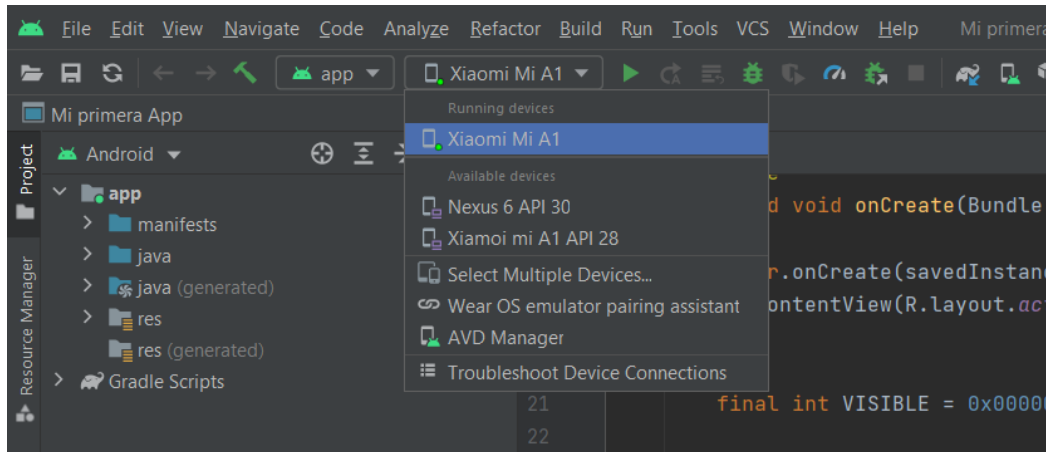 File Edit View Navigate Code Analyze Refactor Build Run Tools VCS Window Help Mi primera
app Xiaomi Mi A1
Mi primera App
Project
Resource Manager
Android
app
manifests
java
java (generated)
res
res (generated)
Gradle Scripts
Running devices
Xiaomi Mi A1
Available devices
Nexus 6 API 30
Xiamoi mi A1 API 28
Select Multiple Devices...
Wear OS emulator pairing assistant
AVD Manager
Troubleshoot Device Connections
d void onCreate(Bundle
r.onCreate(savedInstan
ontentView(R.layout.ac
21 final int VISIBLE = 0x0000
22